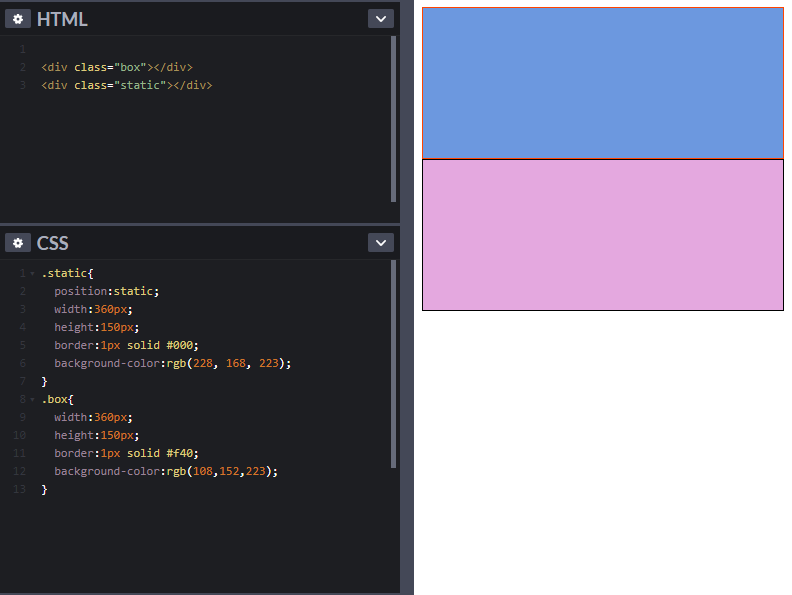 HTML
1
2 <div class="box"></div>
3 <div class="static"></div>
CSS
1 .static{
2 position:static;
3 width:360px;
4 height:150px;
5 border:1px solid #000;
6 background-color:rgb(228, 168, 223);
7 }
8 .box{
9 width:360px;
10 height:150px;
11 border:1px solid #f40;
12 background-color:rgb(108,152,223);
13 }